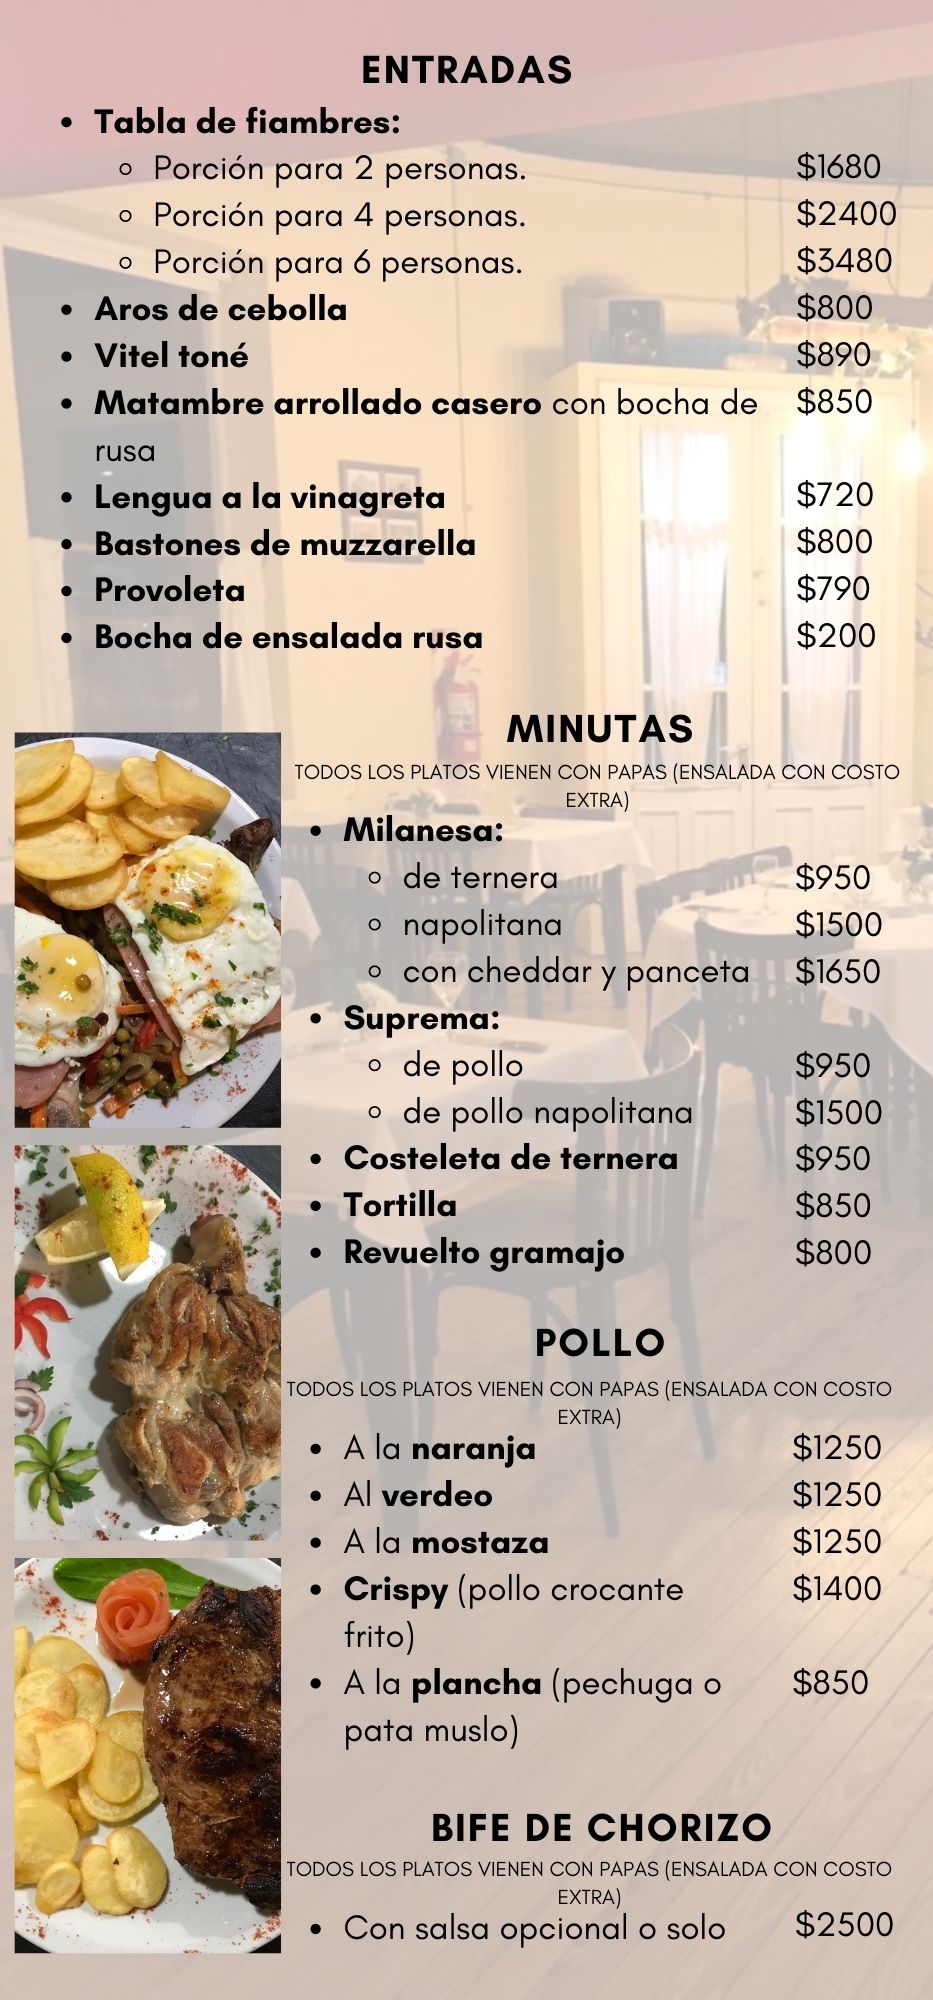 ENTRADAS
• Tabla de fiambres:
◦ Porción para 2 personas. $1680
◦ Porción para 4 personas. $2400
◦ Porción para 6 personas. $3480
• Aros de cebolla $800
• Vitel toné $890
• Matambre arrollado casero con bocha de $850
rusa
• Lengua a la vinagreta $720
• Bastones de muzzarella $800
• Provoleta $790
• Bocha de ensalada rusa $200
MINUTAS
TODOS LOS PLATOS VIENEN CON PAPAS (ENSALADA CON COSTO
EXTRA)
• Milanesa:
◦ de ternera $950
◦ napolitana $1500
◦ con cheddar y panceta $1650
• Suprema:
◦ de pollo $950
◦ de pollo napolitana $1500
• Costeleta de ternera $950
• Tortilla $850
• Revuelto gramajo $800
POLLO
TODOS LOS PLATOS VIENEN CON PAPAS (ENSALADA CON COSTO
EXTRA)
• A la naranja $1250
• Al verdeo $1250
• A la mostaza $1250
• Crispy (pollo crocante $1400
frito)
• A la plancha (pechuga o $850
pata muslo)
BIFE DE CHORIZO
TODOS LOS PLATOS VIENEN CON PAPAS (ENSALADA CON COSTO
EXTRA)
• Con salsa opcional o solo $2500